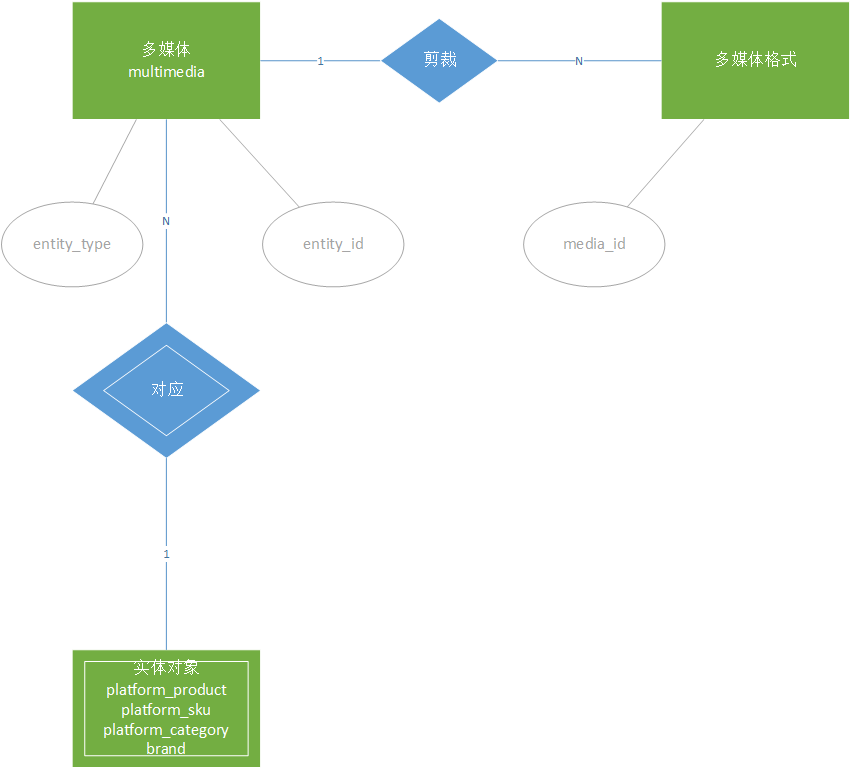 多媒体
multimedia
1
剪裁
N
多媒体格式
entity_type
N
entity_id
media_id
对应
1
实体对象
platform_product
platform_sku
platform_category
brand